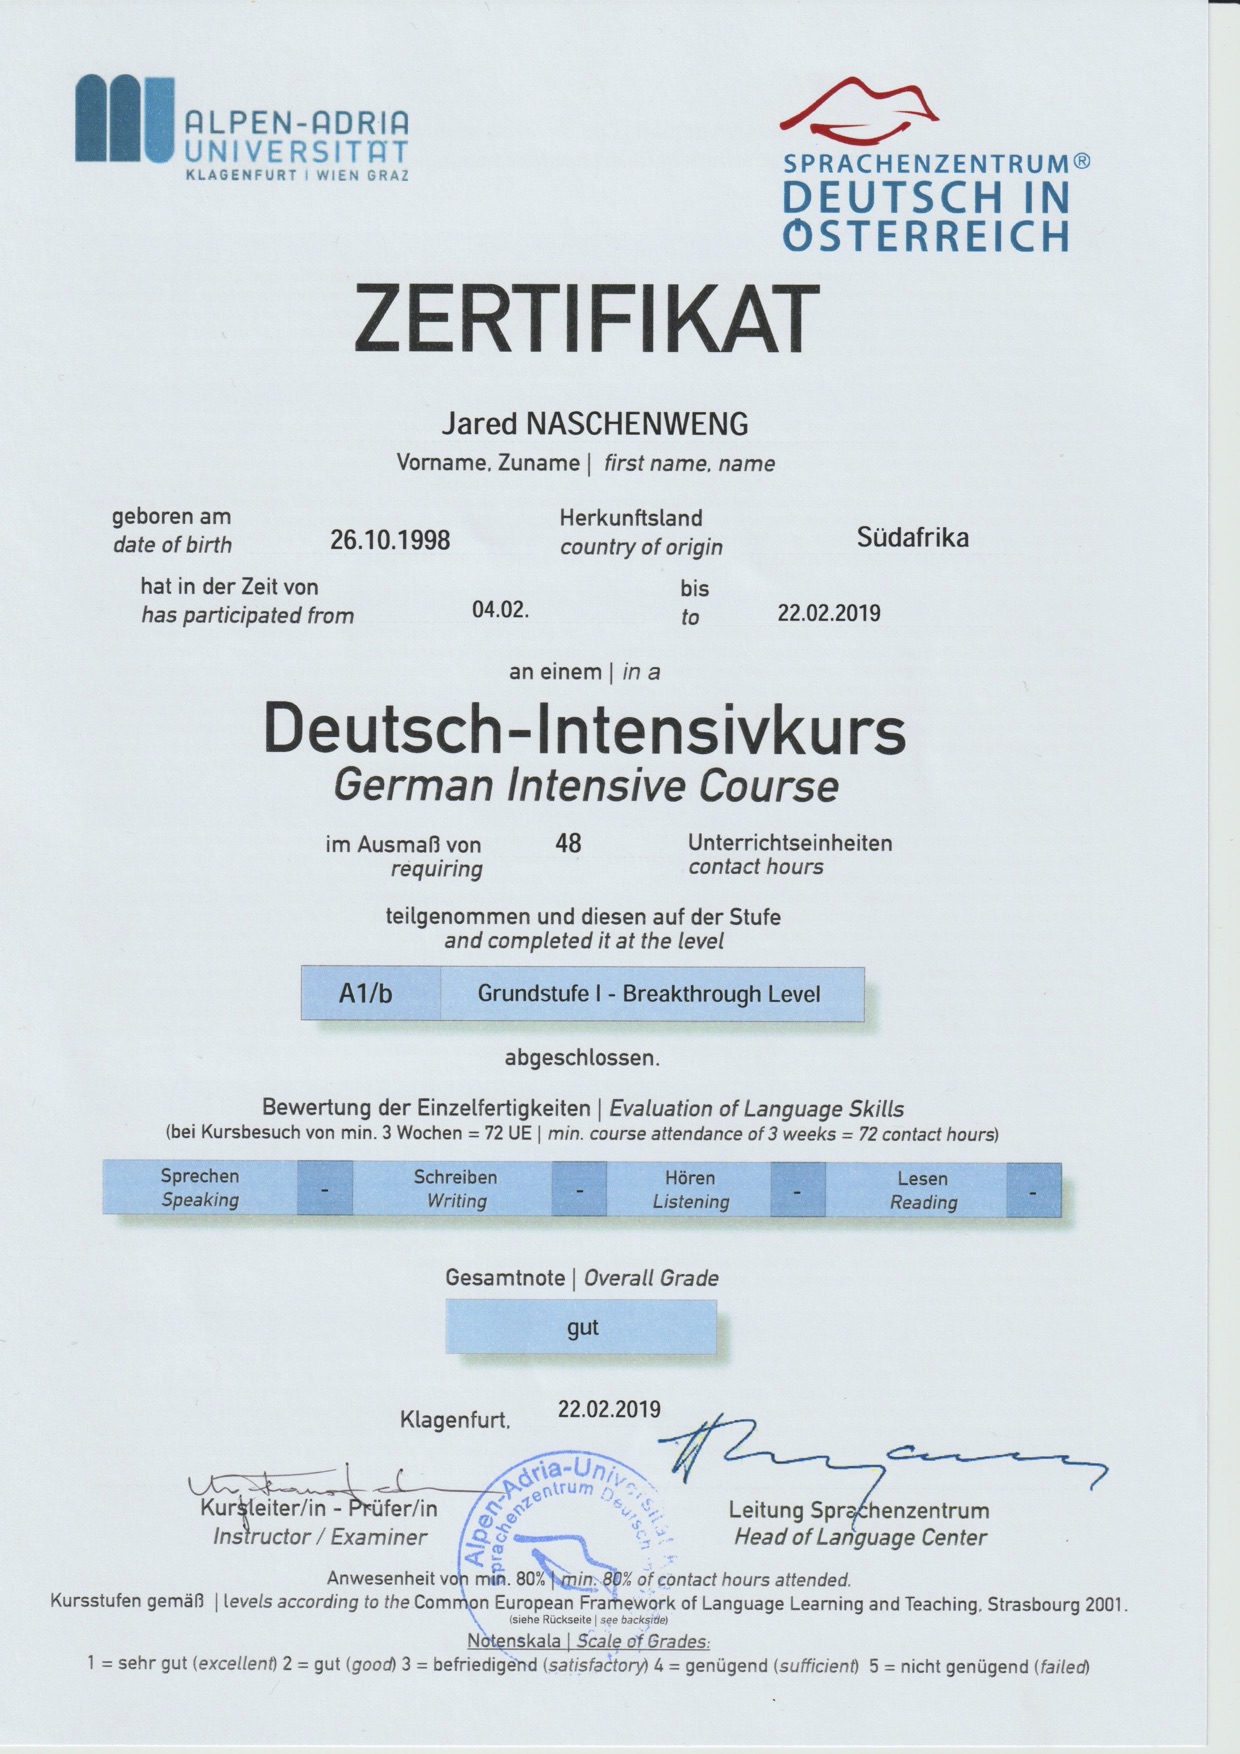 ALPEN-ADRIA
UNIVERSITÄT
KLAGENFURT | WIEN GRAZ
SPRACHENZENTRUM®
DEUTSCH IN
ÖSTERREICH
ZERTIFIKAT
Jared NASCHENWENG
Vorname, Zuname | first name, name
geboren am
date of birth
26.10.1998
Herkunftsland
country of origin
Südafrika
hat in der Zeit von
has participated from
04.02.
bis
to
22.02.2019
an einem | in a
Deutsch-Intensivkurs
German Intensive Course
im Ausmaß von
requiring
48
Unterrichtseinheiten
contact hours
teilgenommen und diesen auf der Stufe
and completed it at the level
A1/b Grundstufe I - Breakthrough Level
abgeschlossen.
Bewertung der Einzelfertigkeiten | Evaluation of Language Skills
(bei Kursbesuch von min. 3 Wochen = 72 UE | min. course attendance of 3 weeks = 72 contact hours)
Sprechen
Speaking
-
Schreiben
Writing
-
Hören
Listening
-
Lesen
Reading
-
Gesamtnote | Overall Grade
gut
Klagenfurt, 22.02.2019
Kursleiter/in - Prüfer/in
Instructor / Examiner
Alpen-Adria-Universität
Sprachenzentrum Deutsch in
Leitung Sprachenzentrum
Head of Language Center
Anwesenheit von min. 80% | min. 80% of contact hours attended.
Kursstufen gemäß | levels according to the Common European Framework of Language Learning and Teaching, Strasbourg 2001.
(siehe Rückseite | see backside)
Notenskala | Scale of Grades:
1 = sehr gut (excellent) 2 = gut (good) 3 = befriedigend (satisfactory) 4 = genügend (sufficient) 5 = nicht genügend (failed)